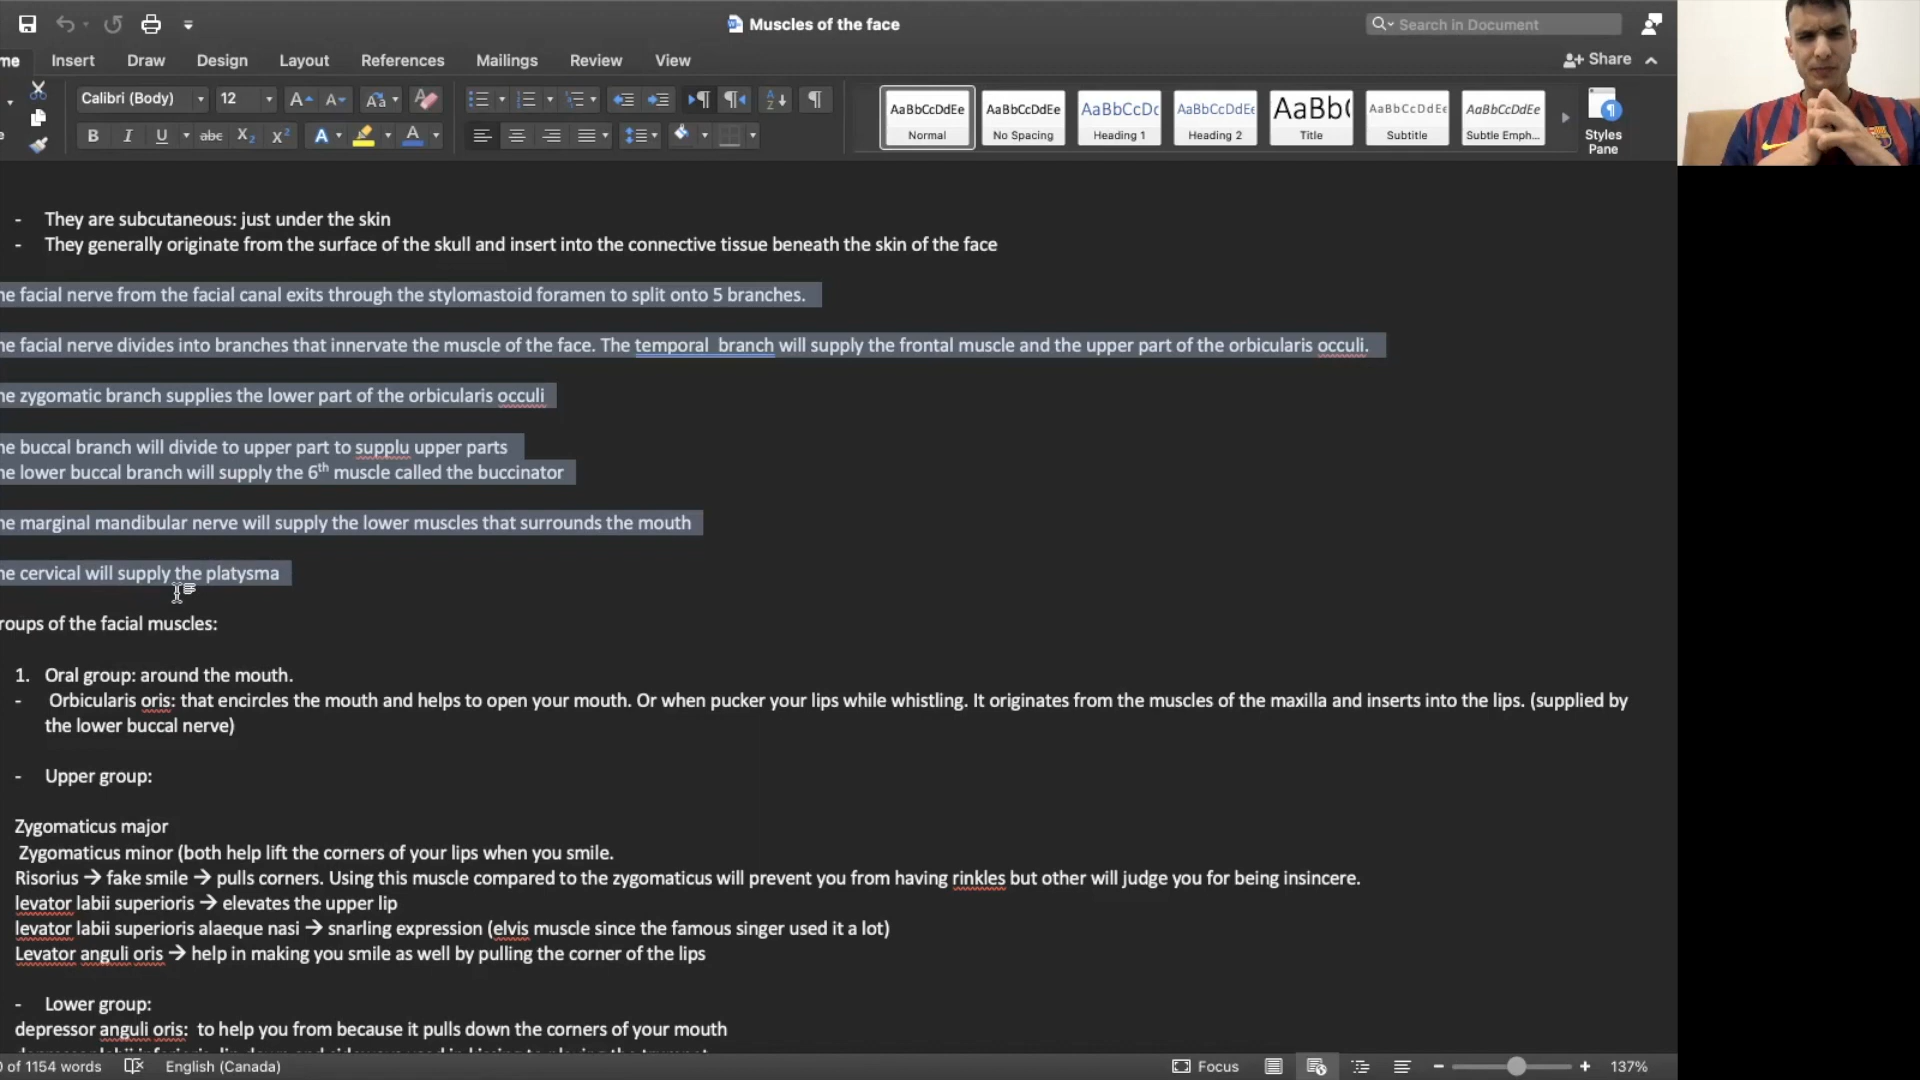 Muscles of the face
Search in Document
Insert Draw Design Layout References Mailings Review View
Share
Calibri (Body) 12
AaBbCcDdEe Normal
AaBbCcDdEe No Spacing
AaBbCcDc Heading 1
AaBbCcDdEe Heading 2
AaBb( Title
AaBbCcDdEe Subtitle
AaBbCcDdEe Subtle Emph...
Styles Pane
- They are subcutaneous: just under the skin
- They generally originate from the surface of the skull and insert into the connective tissue beneath the skin of the face
he facial nerve from the facial canal exits through the stylomastoid foramen to split onto 5 branches.
he facial nerve divides into branches that innervate the muscle of the face. The temporal branch will supply the frontal muscle and the upper part of the orbicularis occuli.
he zygomatic branch supplies the lower part of the orbicularis occuli
he buccal branch will divide to upper part to supplu upper parts
he lower buccal branch will supply the 6th muscle called the buccinator
he marginal mandibular nerve will supply the lower muscles that surrounds the mouth
he cervical will supply the platysma
roups of the facial muscles:
1. Oral group: around the mouth.
- Orbicularis oris: that encircles the mouth and helps to open your mouth. Or when pucker your lips while whistling. It originates from the muscles of the maxilla and inserts into the lips. (supplied by
the lower buccal nerve)
- Upper group:
Zygomaticus major
Zygomaticus minor (both help lift the corners of your lips when you smile.
Risorius → fake smile → pulls corners. Using this muscle compared to the zygomaticus will prevent you from having rinkles but other will judge you for being insincere.
levator labii superioris → elevates the upper lip
levator labii superioris alaeque nasi → snarling expression (elvis muscle since the famous singer used it a lot)
Levator anguli oris → help in making you smile as well by pulling the corner of the lips
- Lower group:
depressor anguli oris: to help you from because it pulls down the corners of your mouth
of 1154 words English (Canada) Focus 137%